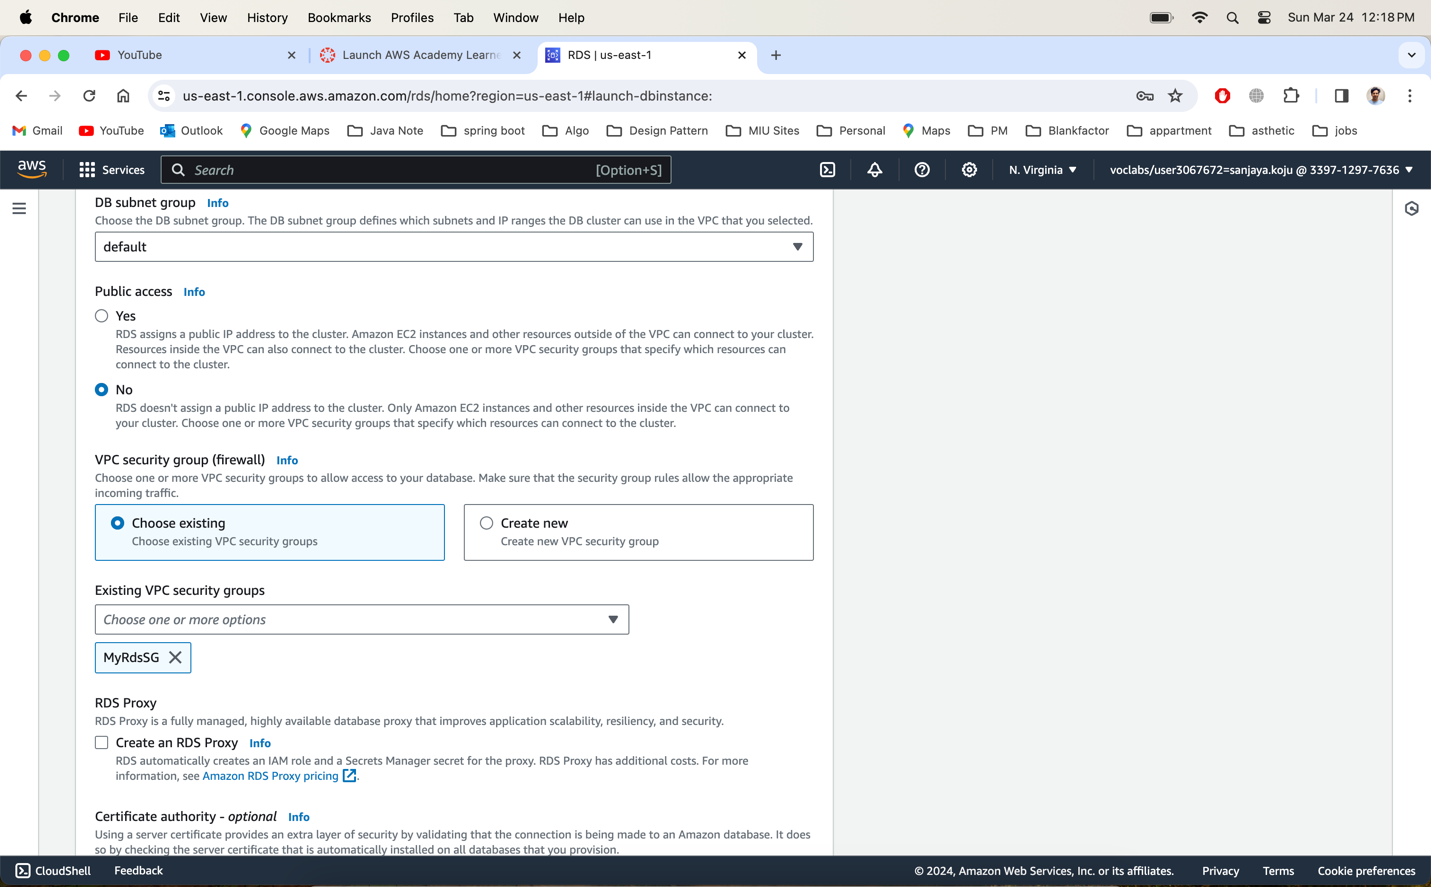 Chrome File Edit View History Bookmarks Profiles Tab Window Help Sun Mar 24 12:18 PM
YouTube Launch AWS Academy Learne RDS | us-east-1
us-east-1.console.aws.amazon.com/rds/home?region=us-east-1#launch-dbinstance:
Gmail YouTube Outlook Google Maps Java Note spring boot Algo Design Pattern MIU Sites Personal Maps PM Blankfactor appartment asthetic jobs
aws Services Search [Option+S] N. Virginia voclabs/user3067672=sanjaya.koju @ 3397-1297-7636
DB subnet group Info
Choose the DB subnet group. The DB subnet group defines which subnets and IP ranges the DB cluster can use in the VPC that you selected.
default
Public access Info
Yes
RDS assigns a public IP address to the cluster. Amazon EC2 instances and other resources outside of the VPC can connect to your cluster.
Resources inside the VPC can also connect to the cluster. Choose one or more VPC security groups that specify which resources can
connect to the cluster.
No
RDS doesn't assign a public IP address to the cluster. Only Amazon EC2 instances and other resources inside the VPC can connect to
your cluster. Choose one or more VPC security groups that specify which resources can connect to the cluster.
VPC security group (firewall) Info
Choose one or more VPC security groups to allow access to your database. Make sure that the security group rules allow the appropriate
incoming traffic.
Choose existing
Choose existing VPC security groups
Create new
Create new VPC security group
Existing VPC security groups
Choose one or more options
MyRdsSG
RDS Proxy
RDS Proxy is a fully managed, highly available database proxy that improves application scalability, resiliency, and security.
Create an RDS Proxy Info
RDS automatically creates an IAM role and a Secrets Manager secret for the proxy. RDS Proxy has additional costs. For more
information, see Amazon RDS Proxy pricing.
Certificate authority - optional Info
Using a server certificate provides an extra layer of security by validating that the connection is being made to an Amazon database. It does
so by checking the server certificate that is automatically installed on all databases that you provision.
CloudShell Feedback © 2024, Amazon Web Services, Inc. or its affiliates. Privacy Terms Cookie preferences